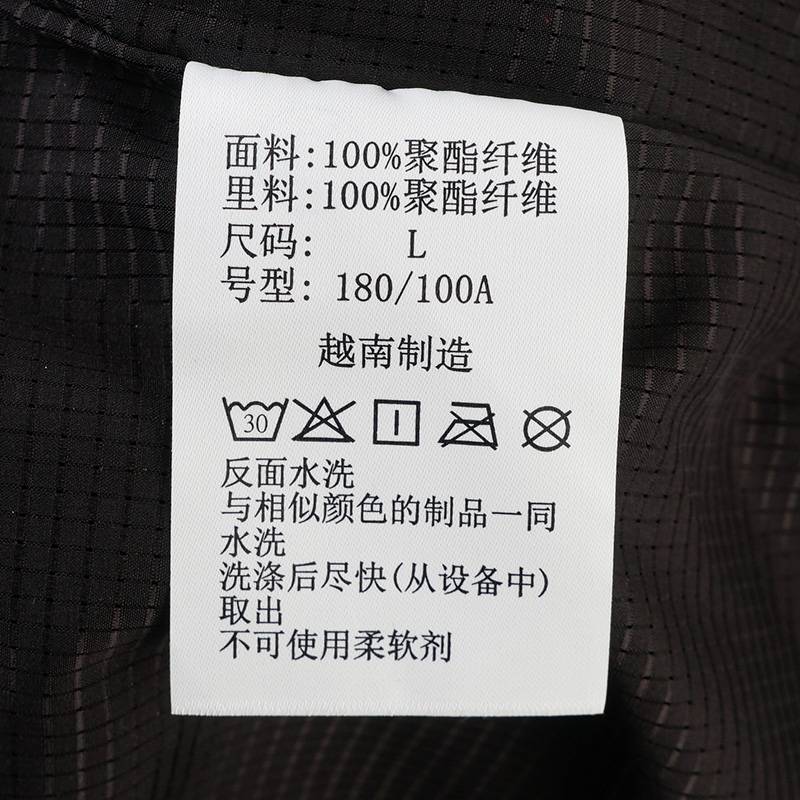 面料:100%聚酯纤维
里料:100%聚酯纤维
尺码: L
号型: 180/100A
越南制造
30
反面水洗
与相似颜色的制品一同
水洗
洗涤后尽快(从设备中)
取出
不可使用柔软剂